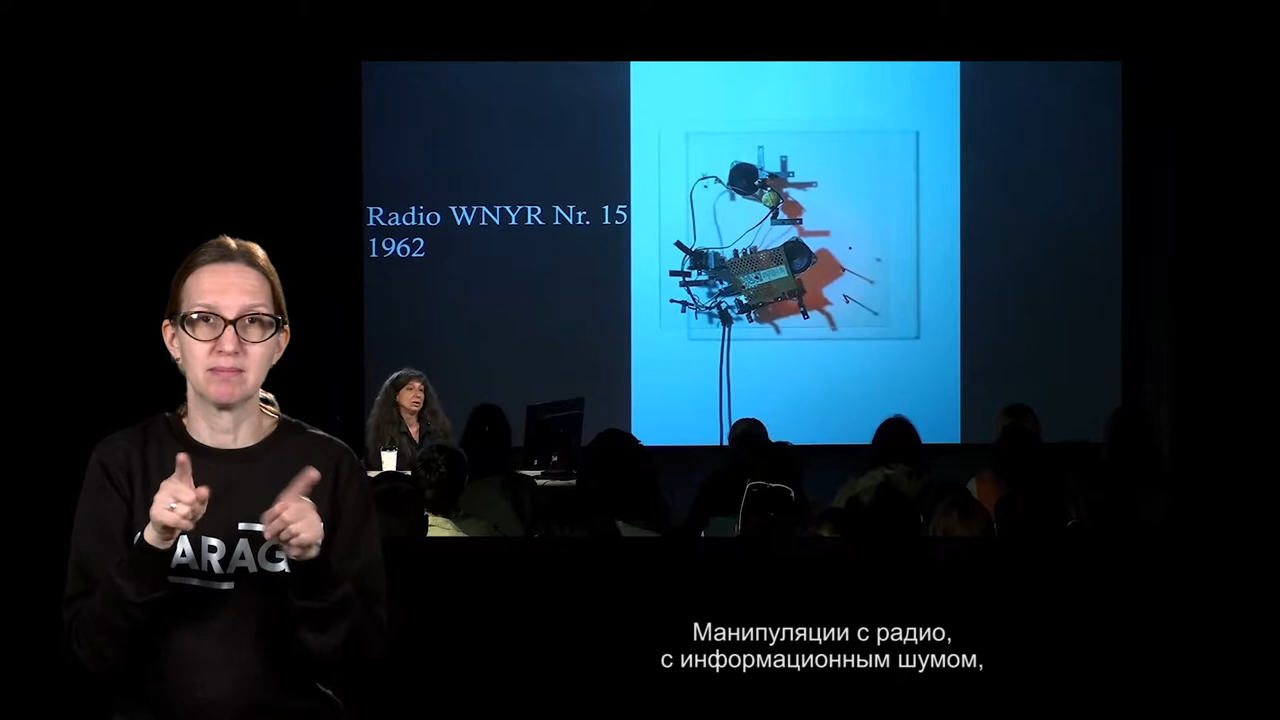 Radio WNYR Nr. 15
1962
ARAG
Манипуляции с радио,
с информационным шумом,